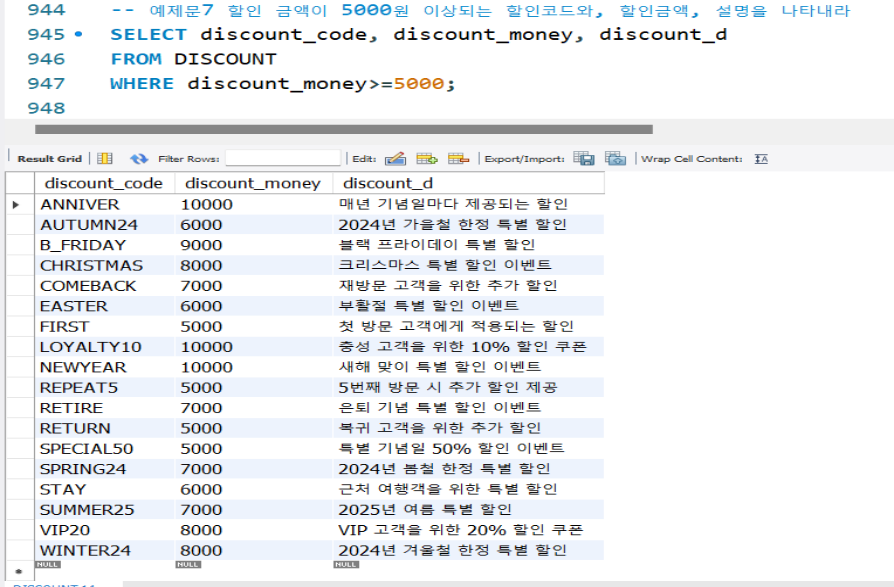 944 -- 예제문7 할인 금액이 5000원 이상되는 할인코드와, 할인금액, 설명을 나타내라
945 SELECT discount_code, discount_money, discount_d
946 FROM DISCOUNT
947 WHERE discount_money>=5000;
948
Result Grid Filter Rows: Edit: Export/Import: Wrap Cell Content:
discount_code discount_money discount_d
ANNIVER 10000 매년 기념일마다 제공되는 할인
AUTUMN24 6000 2024년 가을철 한정 특별 할인
B_FRIDAY 9000 블랙 프라이데이 특별 할인
CHRISTMAS 8000 크리스마스 특별 할인 이벤트
COMEBACK 7000 재방문 고객을 위한 추가 할인
EASTER 6000 부활절 특별 할인 이벤트
FIRST 5000 첫 방문 고객에게 적용되는 할인
LOYALTY10 10000 충성 고객을 위한 10% 할인 쿠폰
NEWYEAR 10000 새해 맞이 특별 할인 이벤트
REPEAT5 5000 5번째 방문 시 추가 할인 제공
RETIRE 7000 은퇴 기념 특별 할인 이벤트
RETURN 5000 복귀 고객을 위한 추가 할인
SPECIAL50 5000 특별 기념일 50% 할인 이벤트
SPRING24 7000 2024년 봄철 한정 특별 할인
STAY 6000 근처 여행객을 위한 특별 할인
SUMMER25 7000 2025년 여름 특별 할인
VIP20 8000 VIP 고객을 위한 20% 할인 쿠폰
WINTER24 8000 2024년 겨울철 한정 특별 할인
NULL NULL NULL